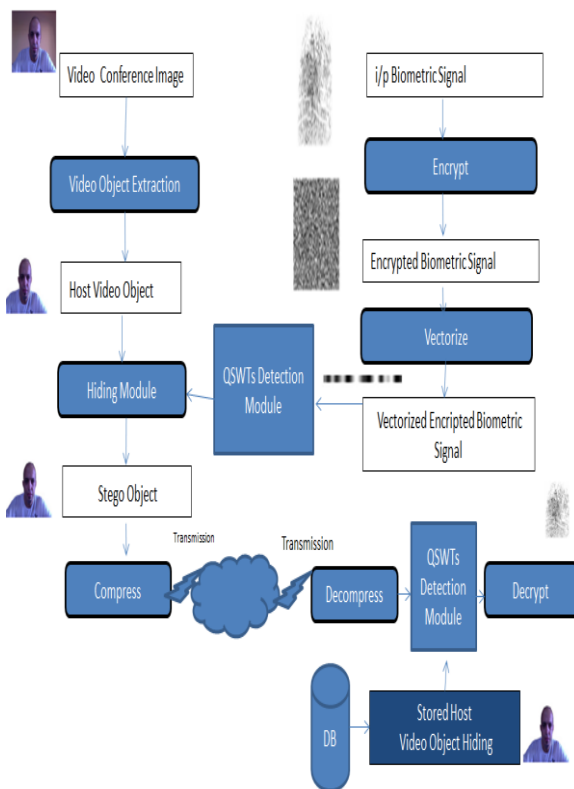 Video Conference Image
i/p Biometric Signal
Video Object Extraction
Encrypt
Host Video Object
Encrypted Biometric Signal
Vectorize
QSWTs Detection
Module
Hiding Module
Vectorized Encripted Biometric
Signal
Stego Object
Transmission
Transmission
Compress
Decompress
QSWTs
Detection
Module
Decrypt
DB
Stored Host
Video Object Hiding